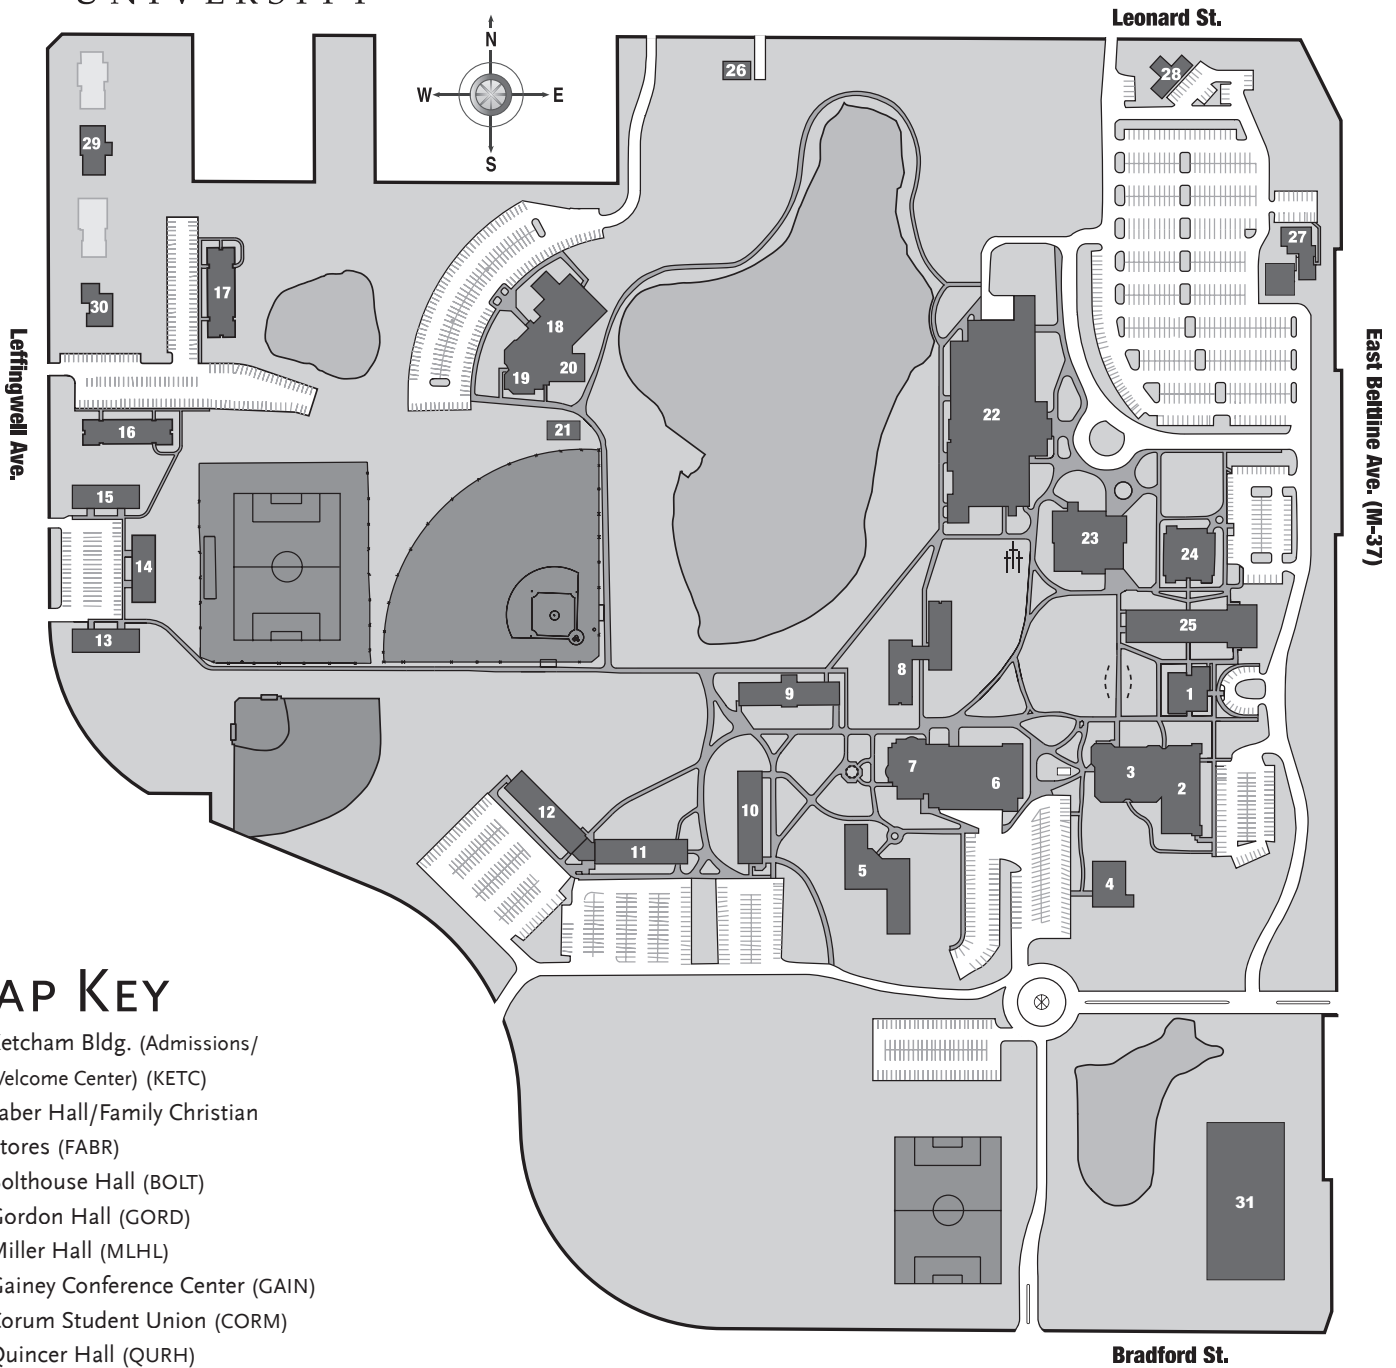 UNIVERSITY
Leonard St.
N
W E
S
26
28
29
27
17
30
18
20
19
21
Leffingwell Ave.
East Beltline Ave. (M-37)
16
22
15
23
24
14
25
13
8
9
1
7
6
3
2
12
10
11
5
4
AP KEY
etcham Bldg. (Admissions/
Welcome Center) (KETC)
aber Hall/Family Christian
tores (FABR)
olthouse Hall (BOLT)
Gordon Hall (GORD)
Miller Hall (MLHL)
Gainey Conference Center (GAIN)
Corum Student Union (CORM)
Quincer Hall (QURH)
31
Bradford St.